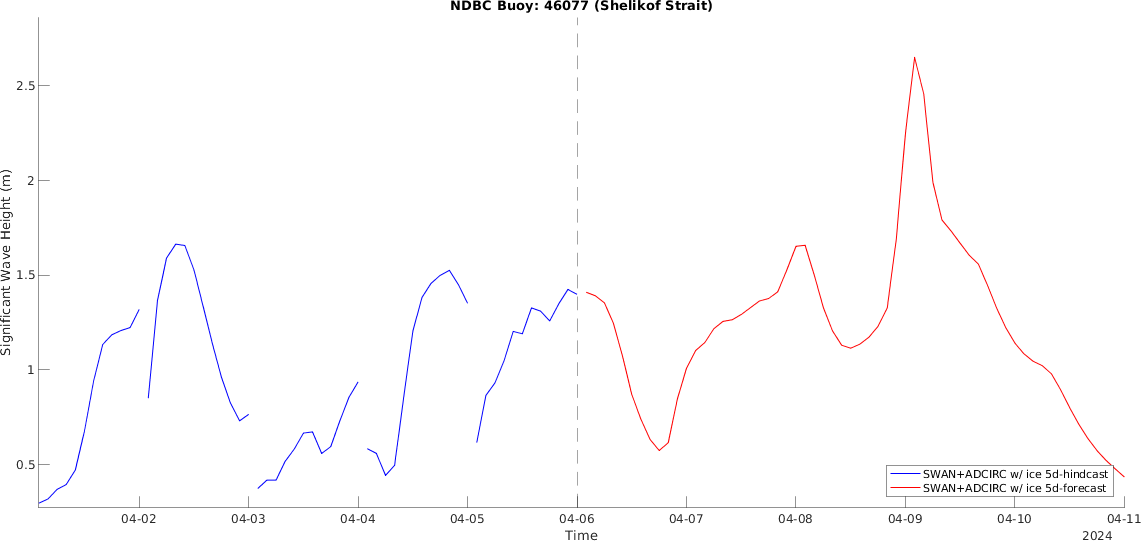 NDBC Buoy: 46077 (Shelikof Strait)
Significant Wave Height (m)
2.5
2
1.5
1
0.5
SWAN+ADCIRC w/ ice 5d-hindcast
SWAN+ADCIRC w/ ice 5d-forecast
04-02 04-03 04-04 04-05 04-06 04-07 04-08 04-09 04-10 04-11
Time
2024